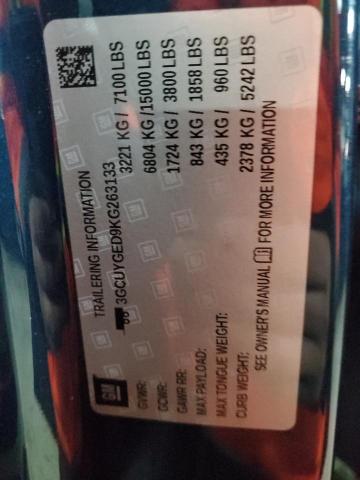 TRAILERING INFORMATION
3GCUYGED9KG263133
GM
GVWR: 3221 KG / 7100 LBS
GCWR: 6804 KG /15000 LBS
GAWR RR: 1724 KG / 3800 LBS
MAX PAYLOAD: 843 KG / 1858 LBS
MAX TONGUE WEIGHT: 435 KG / 960 LBS
CURB WEIGHT: 2378 KG / 5242 LBS
SEE OWNER'S MANUAL FOR MORE INFORMATION